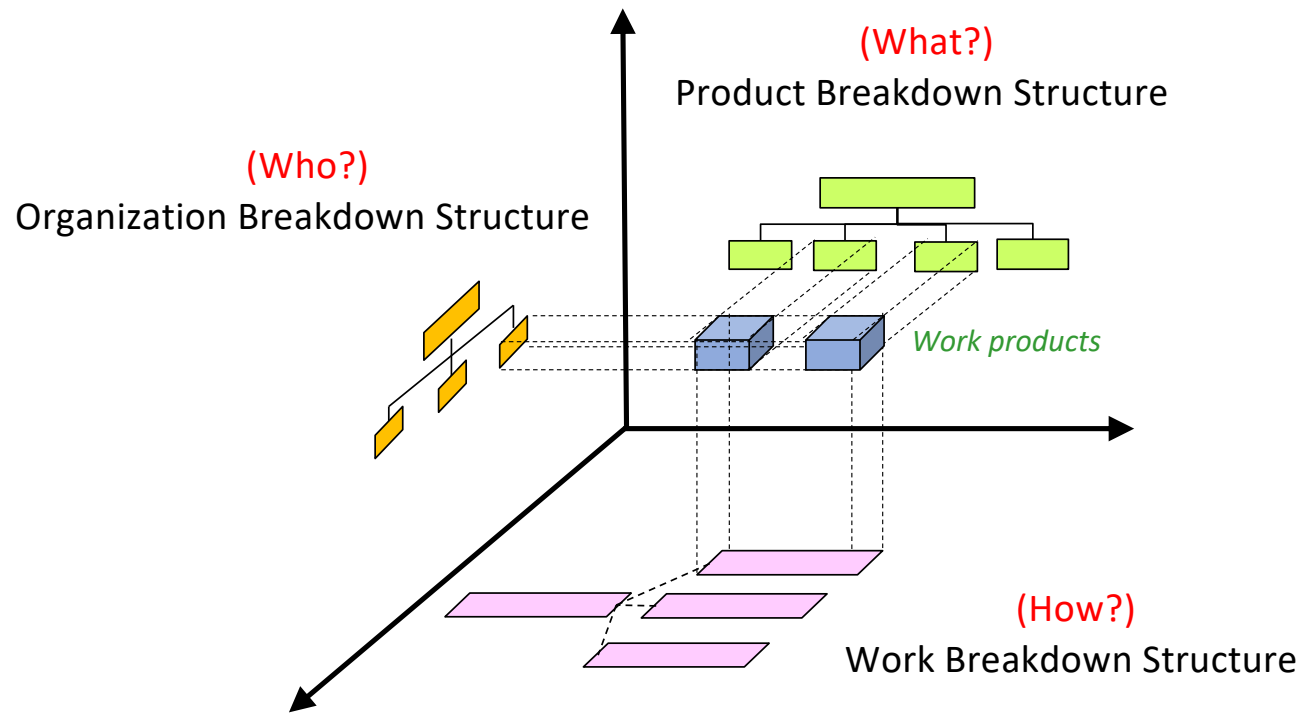 (What?)
Product Breakdown Structure
(Who?)
Organization Breakdown Structure
Work products
(How?)
Work Breakdown Structure